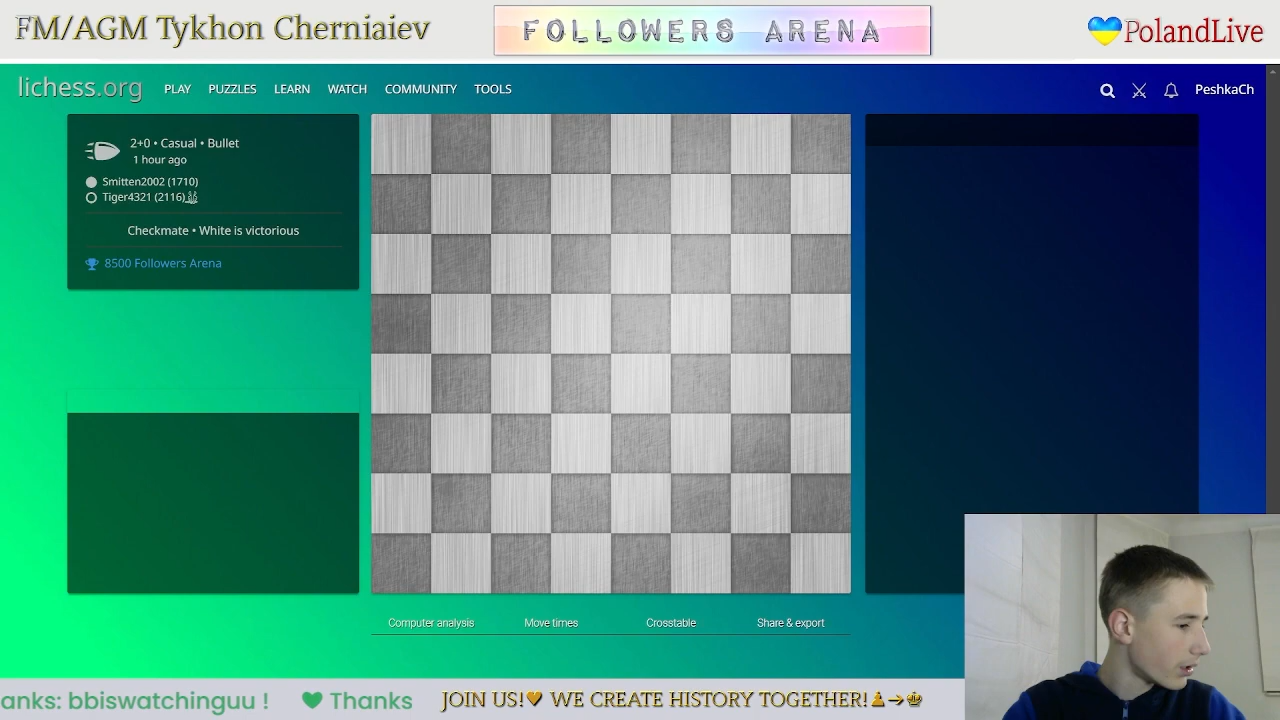 FM/AGM Tykhon Cherniaiev
FOLLOWERS ARENA
PolandLive
lichess.org PLAY PUZZLES LEARN WATCH COMMUNITY TOOLS PeshkaCh
2+0 • Casual • Bullet
1 hour ago
Smitten2002 (1710)
Tiger4321 (2116)
Checkmate • White is victorious
8500 Followers Arena
Computer analysis Move times Crosstable Share & export
anks: bbiswatchinguu ! Thanks
JOIN US! WE CREATE HISTORY TOGETHER!